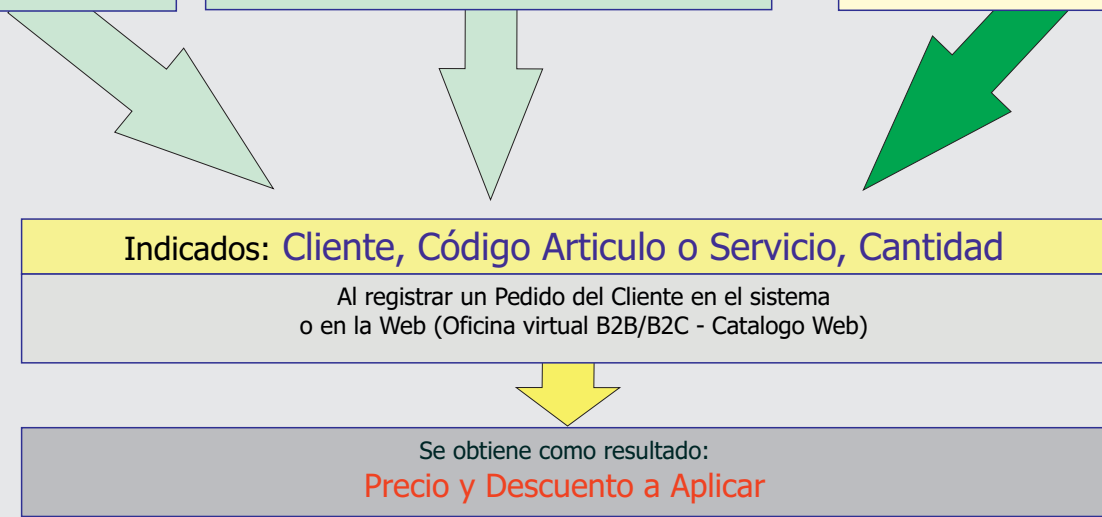 Indicados: Cliente, Código Articulo o Servicio, Cantidad
Al registrar un Pedido del Cliente en el sistema
o en la Web (Oficina virtual B2B/B2C - Catalogo Web)
Se obtiene como resultado:
Precio y Descuento a Aplicar